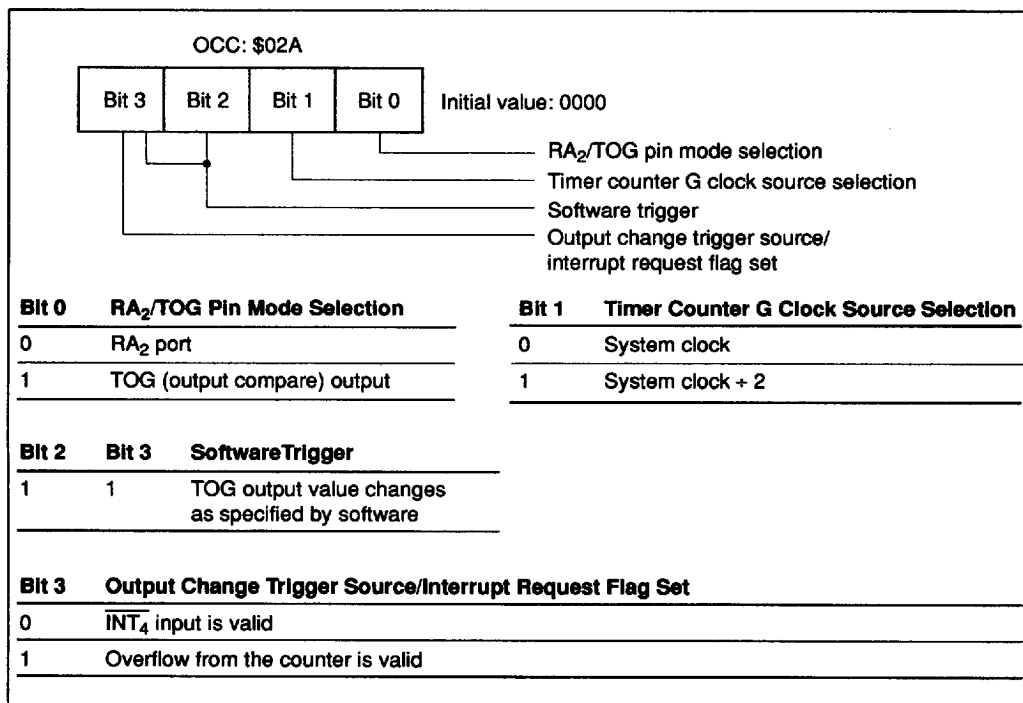 OCC: $02A
Bit 3 Bit 2 Bit 1 Bit 0 Initial value: 0000
RA₂/TOG pin mode selection
Timer counter G clock source selection
Software trigger
Output change trigger source/
interrupt request flag set
Bit 0 RA₂/TOG Pin Mode Selection
0 RA₂ port
1 TOG (output compare) output
Bit 1 Timer Counter G Clock Source Selection
0 System clock
1 System clock ÷ 2
Bit 2 Bit 3 SoftwareTrigger
1 1 TOG output value changes
as specified by software
Bit 3 Output Change Trigger Source/Interrupt Request Flag Set
0 I̅N̅T̅₄̅ input is valid
1 Overflow from the counter is valid